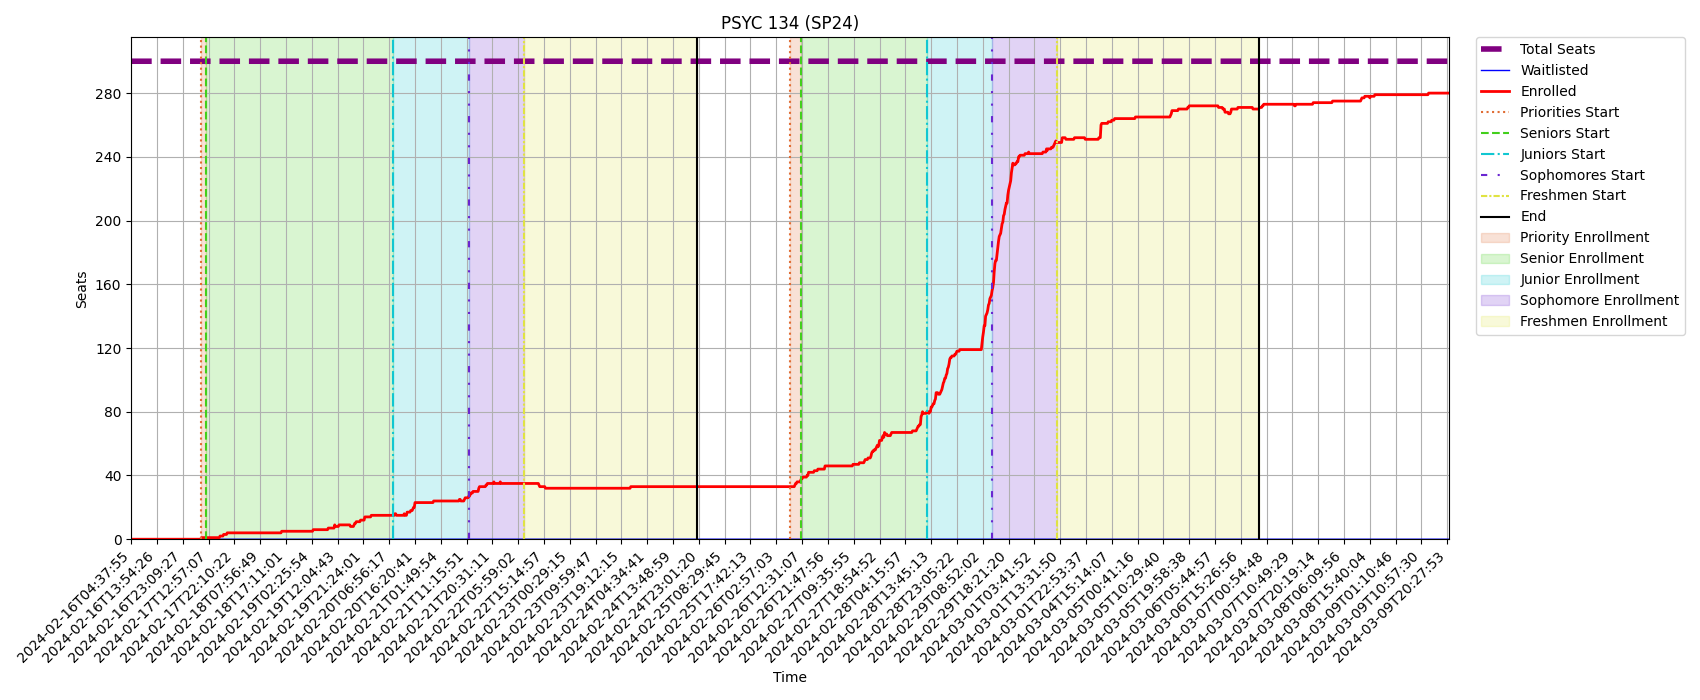 PSYC 134 (SP24)
Total Seats
Waitlisted
Enrolled
Priorities Start
Seniors Start
Juniors Start
Sophomores Start
Freshmen Start
End
Priority Enrollment
Senior Enrollment
Junior Enrollment
Sophomore Enrollment
Freshmen Enrollment
Seats
280
240
200
160
120
80
40
0
2024-02-16T04:37:55
2024-02-16T13:54:26
2024-02-16T23:09:27
2024-02-17T12:57:07
2024-02-17T22:10:22
2024-02-18T07:56:49
2024-02-18T17:11:01
2024-02-19T02:25:54
2024-02-19T12:04:43
2024-02-19T21:24:01
2024-02-20T06:56:17
2024-02-20T16:20:41
2024-02-21T01:49:54
2024-02-21T11:15:51
2024-02-21T20:31:11
2024-02-22T05:59:02
2024-02-22T15:14:57
2024-02-23T00:29:15
2024-02-23T09:59:47
2024-02-23T19:12:15
2024-02-24T04:34:41
2024-02-24T13:48:59
2024-02-24T23:01:20
2024-02-25T08:29:45
2024-02-25T17:42:13
2024-02-26T02:57:03
2024-02-26T12:31:07
2024-02-26T21:47:56
2024-02-27T09:35:55
2024-02-27T18:54:52
2024-02-28T04:15:57
2024-02-28T13:45:13
2024-02-28T23:05:22
2024-02-29T08:52:02
2024-02-29T18:21:20
2024-03-01T03:41:52
2024-03-01T13:31:50
2024-03-01T22:53:37
2024-03-04T15:14:07
2024-03-05T00:41:16
2024-03-05T10:29:40
2024-03-05T19:58:38
2024-03-06T05:44:57
2024-03-06T15:26:56
2024-03-07T00:54:48
2024-03-07T10:49:29
2024-03-07T20:19:14
2024-03-08T06:09:56
2024-03-08T15:40:04
2024-03-09T01:10:46
2024-03-09T10:57:30
2024-03-09T20:27:53
Time